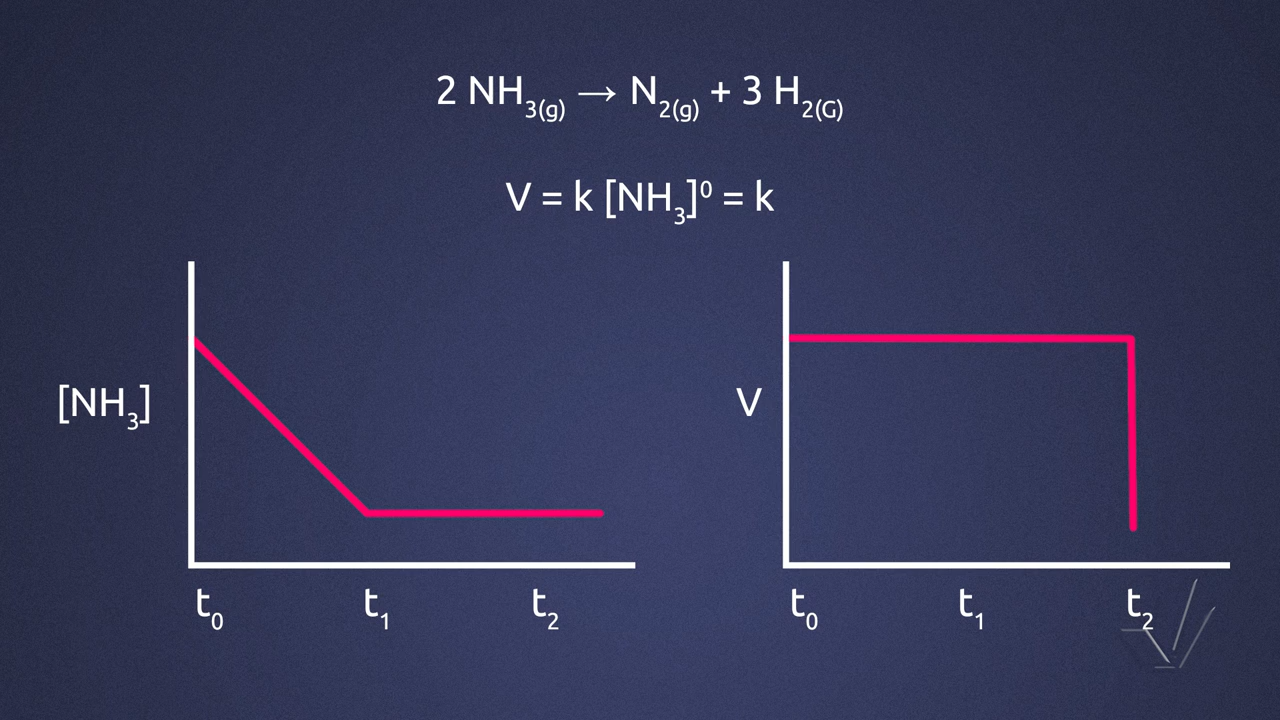 2 NH₃(g) → N₂(g) + 3 H₂(G)
V = k [NH₃]⁰ = k
[NH₃]
t₀ t₁ t₂
V
t₀ t₁ t₂